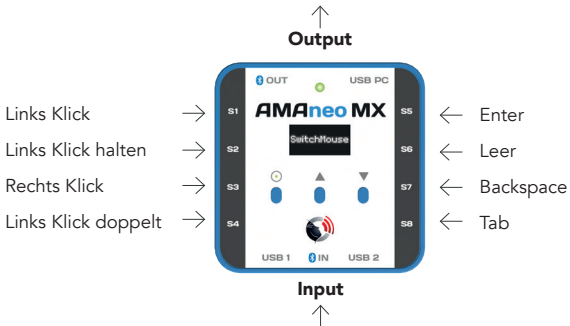 Output
OUT USB PC
Links Klick S1 AMAneo MX S5 Enter
SwitchMouse
Links Klick halten S2 S6 Leer
Rechts Klick S3 S7 Backspace
Links Klick doppelt S4 S8 Tab
USB 1 IN USB 2
Input